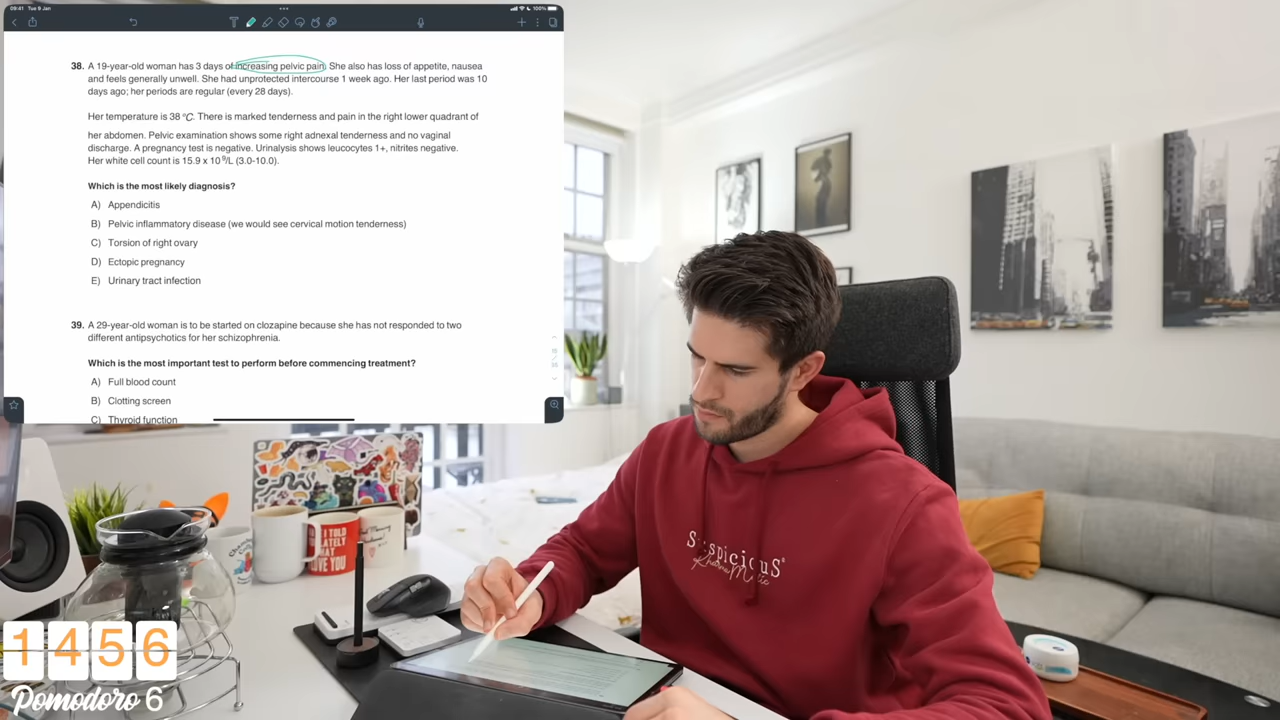 09:41 Tue 9 Jan
100%
38. A 19-year-old woman has 3 days of increasing pelvic pain. She also has loss of appetite, nausea
and feels generally unwell. She had unprotected intercourse 1 week ago. Her last period was 10
days ago; her periods are regular (every 28 days).
Her temperature is 38 °C. There is marked tenderness and pain in the right lower quadrant of
her abdomen. Pelvic examination shows some right adnexal tenderness and no vaginal
discharge. A pregnancy test is negative. Urinalysis shows leucocytes 1+, nitrites negative.
Her white cell count is 15.9 x 10⁹/L (3.0-10.0).
Which is the most likely diagnosis?
A) Appendicitis
B) Pelvic inflammatory disease (we would see cervical motion tenderness)
C) Torsion of right ovary
D) Ectopic pregnancy
E) Urinary tract infection
39. A 29-year-old woman is to be started on clozapine because she has not responded to two
different antipsychotics for her schizophrenia.
Which is the most important test to perform before commencing treatment?
A) Full blood count
B) Clotting screen
C) Thyroid function
LOVE YOU
1456
Pomodoro 6